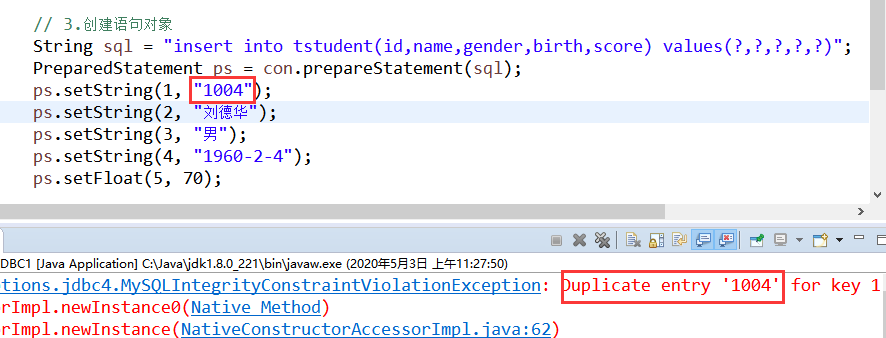 // 3.创建语句对象
String sql = "insert into tstudent(id,name,gender,birth,score) values(?,?,?,?,?)";
PreparedStatement ps = con.prepareStatement(sql);
ps.setString(1, "1004");
ps.setString(2, "刘德华");
ps.setString(3, "男");
ps.setString(4, "1960-2-4");
ps.setFloat(5, 70);
DBC1 [Java Application] C:\Java\jdk1.8.0_221\bin\javaw.exe (2020年5月3日 上午11:27:50)
otions.jdbc4.MySQLIntegrityConstraintViolationException: Duplicate entry '1004' for key 1
orImpl.newInstance0(Native Method)
orImpl.newInstance(NativeConstructorAccessorImpl.java:62)